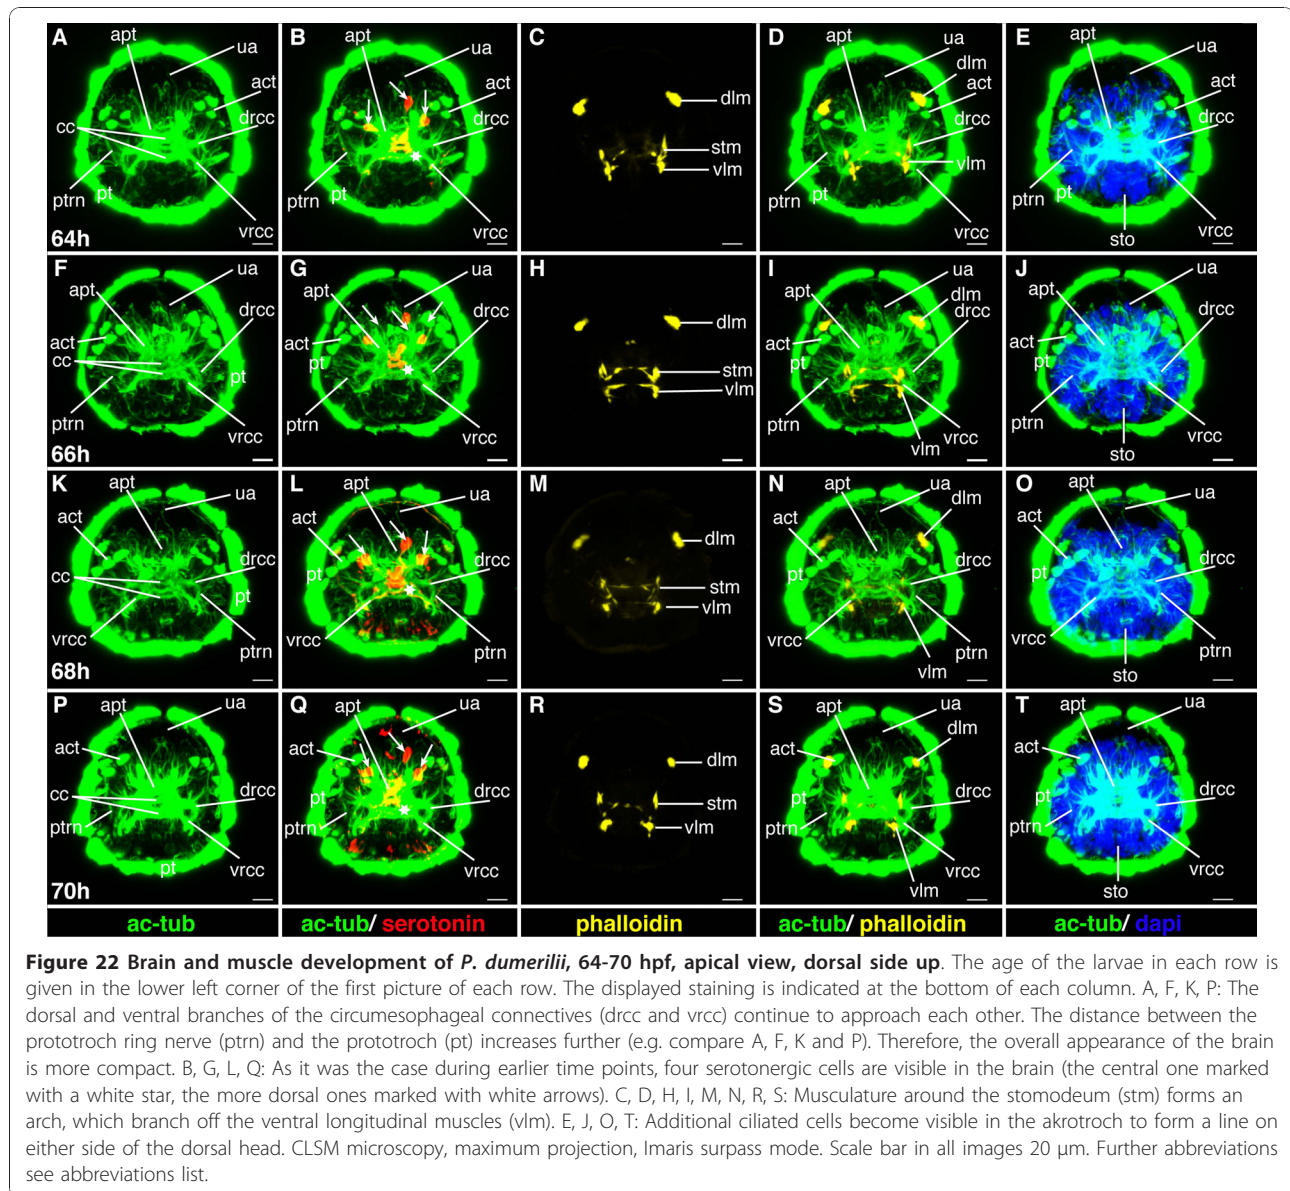 A apt ua act drcc cc ptrn pt vrcc 64h
B apt ua act drcc ptrn vrcc
C dlm stm vlm
D apt ua dlm act drcc ptrn vlm vrcc
E apt ua act drcc ptrn pt vrcc sto
F ua apt drcc act cc pt ptrn vrcc 66h
G ua apt drcc act ptrn vrcc
H dlm stm vlm
I ua apt dlm drcc act pt ptrn vrcc vlm
J ua apt drcc act ptrn vrcc sto
K apt ua act drcc pt cc pt vrcc ptrn 68h
L apt ua act drcc pt vrcc ptrn
M dlm stm vlm
N apt ua dlm act drcc pt vrcc ptrn vlm
O apt ua act drcc pt vrcc ptrn sto
P apt ua act drcc pt cc ptrn vrcc pt 70h
Q apt ua act drcc pt ptrn vrcc
R dlm stm vlm
S apt ua dlm act drcc pt ptrn vrcc vlm
T apt ua act drcc pt ptrn vrcc sto
ac-tub ac-tub/ serotonin phalloidin ac-tub/ phalloidin ac-tub/ dapi
Figure 22 Brain and muscle development of P. dumerilii, 64-70 hpf, apical view, dorsal side up. The age of the larvae in each row is
given in the lower left corner of the first picture of each row. The displayed staining is indicated at the bottom of each column. A, F, K, P: The
dorsal and ventral branches of the circumesophageal connectives (drcc and vrcc) continue to approach each other. The distance between the
prototroch ring nerve (ptrn) and the prototroch (pt) increases further (e.g. compare A, F, K and P). Therefore, the overall appearance of the brain
is more compact. B, G, L, Q: As it was the case during earlier time points, four serotonergic cells are visible in the brain (the central one marked
with a white star, the more dorsal ones marked with white arrows). C, D, H, I, M, N, R, S: Musculature around the stomodeum (stm) forms an
arch, which branch off the ventral longitudinal muscles (vlm). E, J, O, T: Additional ciliated cells become visible in the akrotroch to form a line on
either side of the dorsal head. CLSM microscopy, maximum projection, Imaris surpass mode. Scale bar in all images 20 μm. Further abbreviations
see abbreviations list.